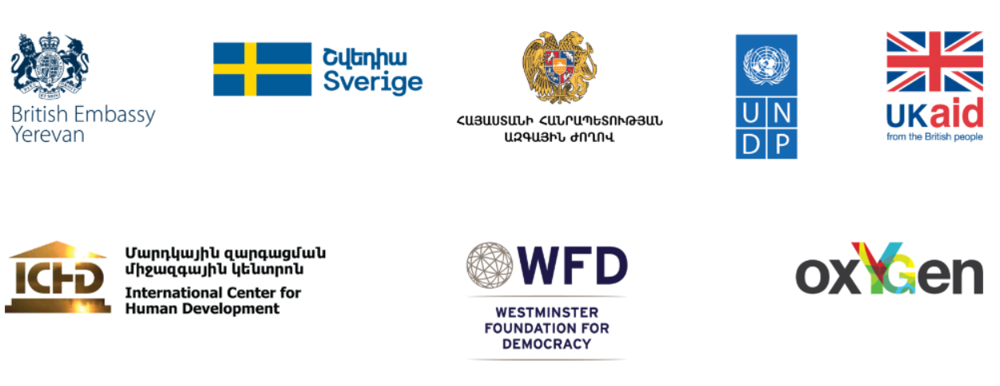 British Embassy
Yerevan
Շվեդիա
Sverige
ՀԱՅԱՍՏԱՆԻ ՀԱՆՐԱՊԵՏՈՒԹՅԱՆ
ԱԶԳԱՅԻՆ ԺՈՂՈՎ
U N
D P
UKaid
from the British people
ICHD
Մարդկային զարգացման
միջազգային կենտրոն
International Center for
Human Development
WFD
WESTMINSTER
FOUNDATION FOR
DEMOCRACY
oxYGen